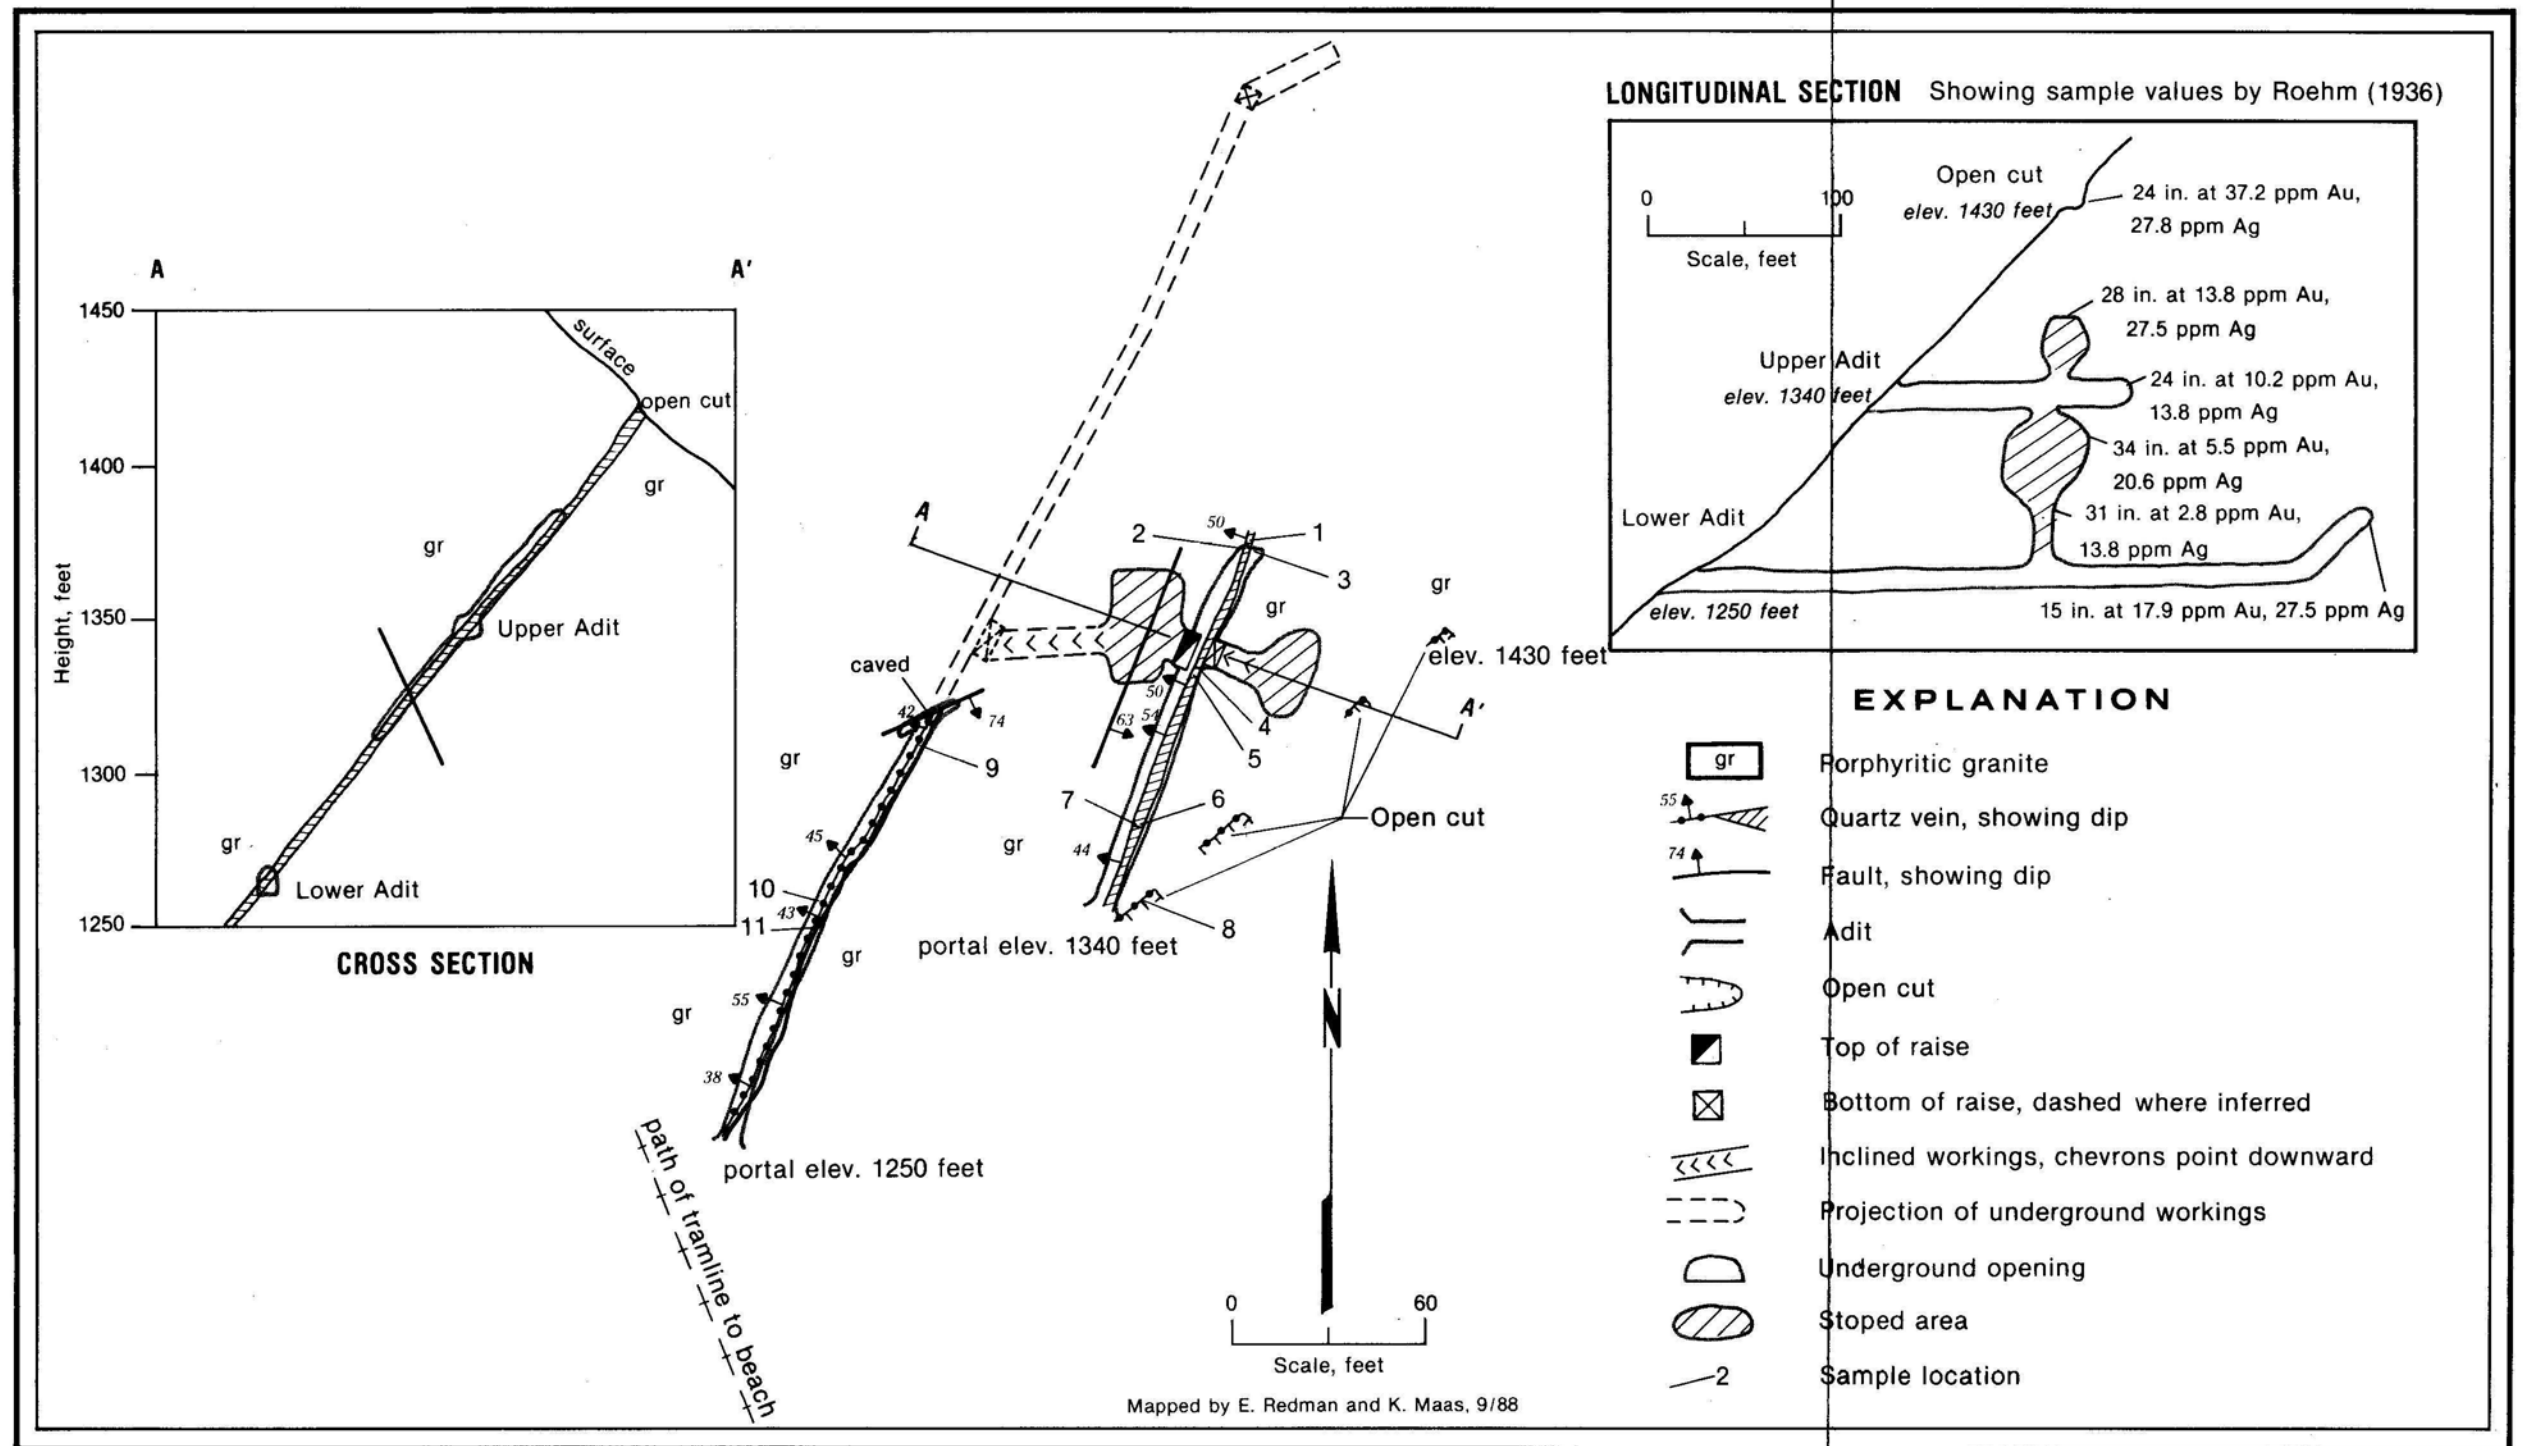 LONGITUDINAL SECTION Showing sample values by Roehm (1936)
0 100
Scale, feet
Open cut
elev. 1430 feet
24 in. at 37.2 ppm Au,
27.8 ppm Ag
28 in. at 13.8 ppm Au,
27.5 ppm Ag
Upper Adit
elev. 1340 feet
24 in. at 10.2 ppm Au,
13.8 ppm Ag
34 in. at 5.5 ppm Au,
20.6 ppm Ag
Lower Adit
31 in. at 2.8 ppm Au,
13.8 ppm Ag
elev. 1250 feet
15 in. at 17.9 ppm Au, 27.5 ppm Ag
A A'
1450
surface
open cut
1400
gr
gr
Height, feet
1350
Upper Adit
1300
gr
Lower Adit
1250
CROSS SECTION
A
50
1
2
3
gr
gr
elev. 1430 feet
caved
42
74
50
63
54
4
A'
5
gr
9
7
6
Open cut
45
gr
44
10
43
11
8
portal elev. 1340 feet
gr
55
gr
N
38
portal elev. 1250 feet
path of tramline to beach
0 60
Scale, feet
Mapped by E. Redman and K. Maas, 9/88
EXPLANATION
gr Porphyritic granite
55 Quartz vein, showing dip
74 Fault, showing dip
Adit
Open cut
Top of raise
Bottom of raise, dashed where inferred
Inclined workings, chevrons point downward
Projection of underground workings
Underground opening
Stoped area
2 Sample location